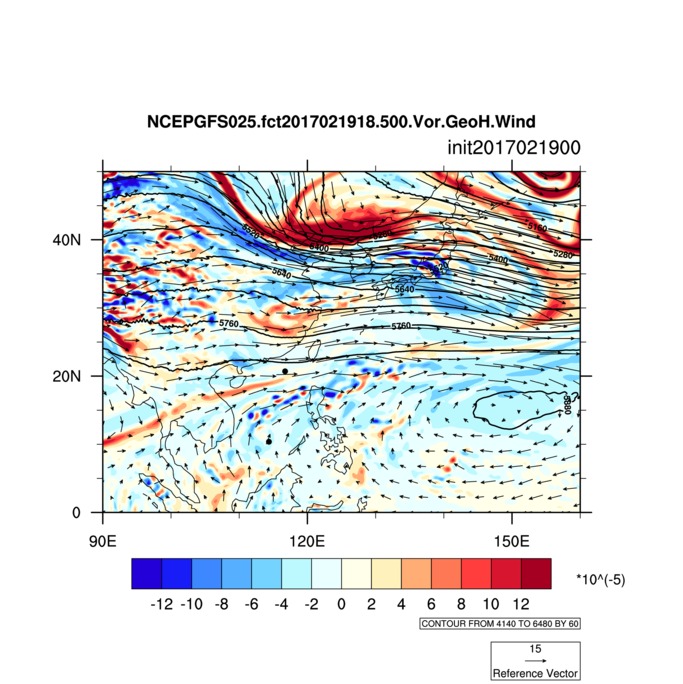 NCEPGFS025.fct2017021918.500.Vor.GeoH.Wind
init2017021900
5160
5280
5280
5400
5400
5640
5640
5760
5760
5880
40N
20N
0
90E 120E 150E
-12 -10 -8 -6 -4 -2 0 2 4 6 8 10 12
*10^(-5)
CONTOUR FROM 4140 TO 6480 BY 60
15
Reference Vector